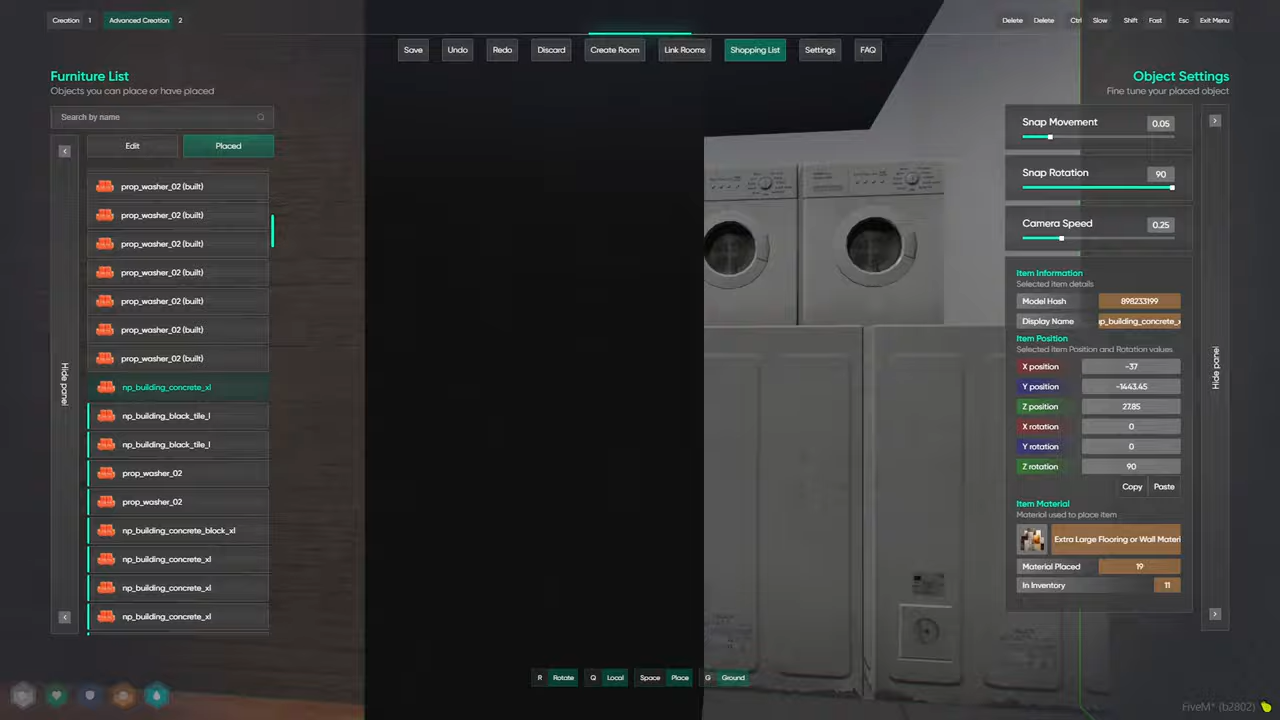 Creation 1 Advanced Creation 2
Delete Delete Ctrl Slow Shift Fast Esc Exit Menu
Save Undo Redo Discard Create Room Link Rooms Shopping List Settings FAQ
Furniture List
Objects you can place or have placed
Search by name
Edit Placed
Hide panel
prop_washer_02 (built)
prop_washer_02 (built)
prop_washer_02 (built)
prop_washer_02 (built)
prop_washer_02 (built)
prop_washer_02 (built)
prop_washer_02 (built)
np_building_concrete_xl
np_building_black_tile_l
np_building_black_tile_l
prop_washer_02
prop_washer_02
np_building_concrete_block_xl
np_building_concrete_xl
np_building_concrete_xl
np_building_concrete_xl
Object Settings
Fine tune your placed object
Snap Movement 0.05
Snap Rotation 90
Camera Speed 0.25
Item Information
Selected item details
Model Hash 898233199
Display Name np_building_concrete_x
Item Position
Selected item Position and Rotation values
X position -37
Y position -1443.45
Z position 27.85
X rotation 0
Y rotation 0
Z rotation 90
Copy Paste
Item Material
Material used to place item
Extra Large Flooring or Wall Materi
Material Placed 19
In Inventory 11
Hide panel
R Rotate Q Local Space Place G Ground
FiveM* (b2802)